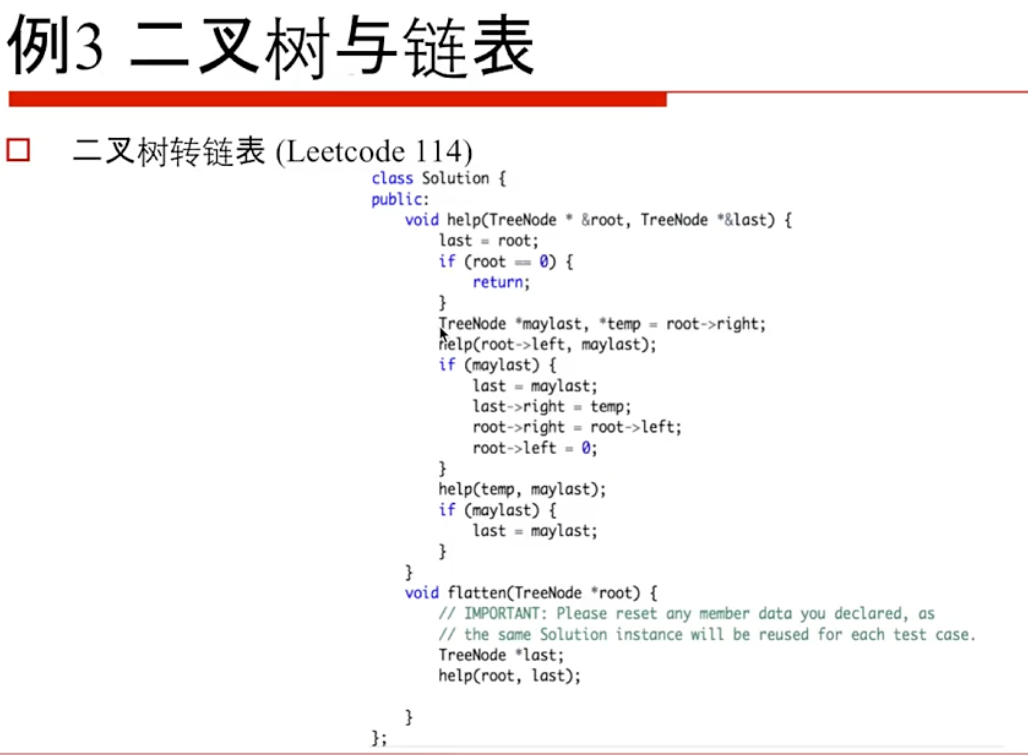 例3 二叉树与链表
二叉树转链表 (Leetcode 114)
class Solution {
public:
    void help(TreeNode * &root, TreeNode *&last) {
        last = root;
        if (root == 0) {
            return;
        }
        TreeNode *maylast, *temp = root->right;
        help(root->left, maylast);
        if (maylast) {
            last = maylast;
            last->right = temp;
            root->right = root->left;
            root->left = 0;
        }
        help(temp, maylast);
        if (maylast) {
            last = maylast;
        }
    }
    void flatten(TreeNode *root) {
        // IMPORTANT: Please reset any member data you declared, as
        // the same Solution instance will be reused for each test case.
        TreeNode *last;
        help(root, last);
    }
};